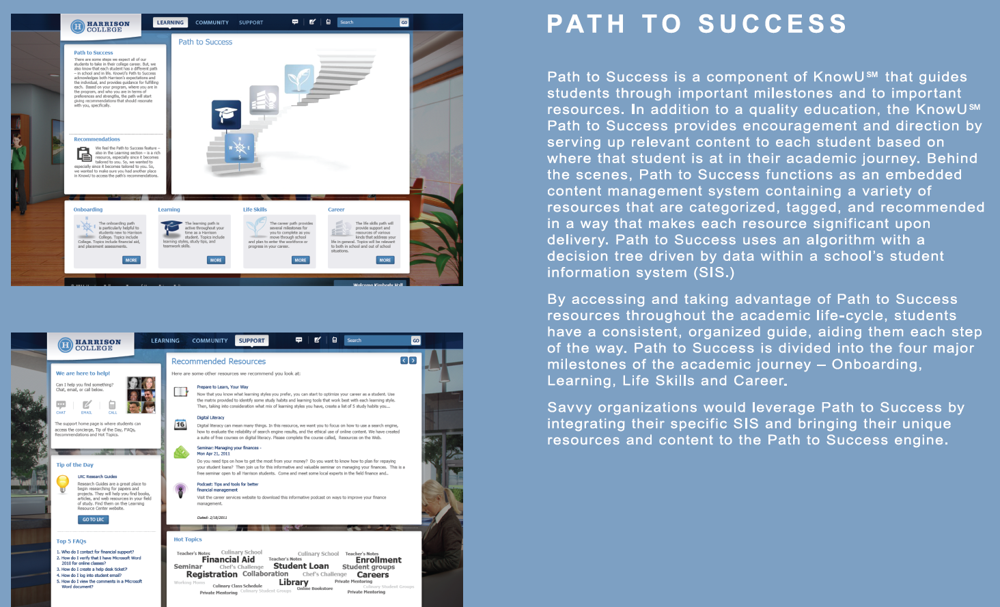 HARRISON
COLLEGE
LEARNING
COMMUNITY
SUPPORT
Search
GO
Path to Success
There are some steps we expect all of our
students to take in their college career. But, we
also know that each student has a different path
– in school and in life. KnowU's Path to Success
acknowledges both Harrison's expectations and
the individual, and provides guidance for fulfilling
each. Based on your program, where you are in
the program, and who you are in terms of
preferences and strengths, the path will start
giving recommendations that should resonate
with you, specifically.
Recommendations
We feel the Path to Success feature –
also in the Learning section – is a rich
resource, especially since it becomes
tailored to you. So, we wanted to
especially since it becomes tailored to you. So,
we wanted to make sure you had another place
in KnowU to access the path's recommendations.
Path to Success
N
W
E
S
Onboarding
The onboarding path
is particularly helpful to
students new to Harrison
College. Topics include
College. Topics include financial aid,
and placement assessments.
MORE
Learning
The learning path is
active throughout your
time as a Harrison
student. Topics include
learning styles, study tips, and
teamwork skills.
MORE
Life Skills
The career path provides
several milestones for
you to complete as you
move through school
and plan to enter the workforce or
progress in your career.
MORE
Career
The life skills path will
provide support and
resources of various
kinds that address your
life in general. Topics will be relevant
to both in school and out of school
situations.
MORE
Welcome Kimberly Hall
HARRISON
COLLEGE
LEARNING
COMMUNITY
SUPPORT
Search
GO
We are here to help!
Can I help you find something?
Chat, email, or call below.
CHAT
EMAIL
CALL
The support home page is where students can
access the concierge, Tip of the Day, FAQs,
Recommendations and Hot Topics.
Tip of the Day
LRC Research Guides
Research Guides are a great place to
begin researching for papers and
projects. They will help you find books,
articles, and web resources in your field
of study. Find them on the Learning
Resource Center website.
GO TO LRC
Top 5 FAQs
1. Who do I contact for financial support?
2. How do I verify that I have Microsoft Word
2010 for online classes?
3. How do I create a help desk ticket?
4. How do I log into student email?
5. How do I view the comments in a Microsoft
Word document?
Recommended Resources
Here are some other resources we recommend you look at:
Prepare to Learn, Your Way
Now that you know what learning styles you prefer, you can start to optimize your career as a student. Use
the matrix provided to identify some study habits and learning tools that work best with each learning style.
Then, taking into consideration what mix of learning styles you have, create a list of 5 study habits you...
16
Digital Literacy
Digital literacy can mean many things. In this resource, we want you to focus on how to use a search engine,
how to evaluate the reliability of search engine results, and the ethical use of online content. We have created
a suite of free courses on digital literacy. Please complete the course called, Resources on the Web.
Seminar: Managing your finances -
Mon Apr 21, 2011
Do you need tips on how to get the most from your money? Do you want to know how to plan for repaying
your student loans? Then join us for this informative and valuable seminar on managing your finances. This is a
free seminar open to all Harrison students. Come and meet some local experts in the field finance and..
Podcast: Tips and tools for better
financial management
Visit the career services website to download this informative podcast on ways to improve your finance
management.
Dated: 2/18/2011
Hot Topics
Teacher's Notes Culinary School Culinary School Teacher's Notes
Financial Aid Teacher's Notes Enrollment
Seminar Chef's Challenge Student Loan Student groups
Registration Collaboration Chef's Challenge Careers
Working Moms Culinary Class Schedule Library Private Mentoring
Private Mentoring Culinary Student Groups Online Bookstore Culinary Student Groups
Private Mentoring
PATH TO SUCCESS
Path to Success is a component of KnowU℠ that guides
students through important milestones and to important
resources. In addition to a quality education, the KnowU℠
Path to Success provides encouragement and direction by
serving up relevant content to each student based on
where that student is at in their academic journey. Behind
the scenes, Path to Success functions as an embedded
content management system containing a variety of
resources that are categorized, tagged, and recommended
in a way that makes each resource significant upon
delivery. Path to Success uses an algorithm with a
decision tree driven by data within a school's student
information system (SIS.)
By accessing and taking advantage of Path to Success
resources throughout the academic life-cycle, students
have a consistent, organized guide, aiding them each step
of the way. Path to Success is divided into the four major
milestones of the academic journey – Onboarding,
Learning, Life Skills and Career.
Savvy organizations would leverage Path to Success by
integrating their specific SIS and bringing their unique
resources and content to the Path to Success engine.